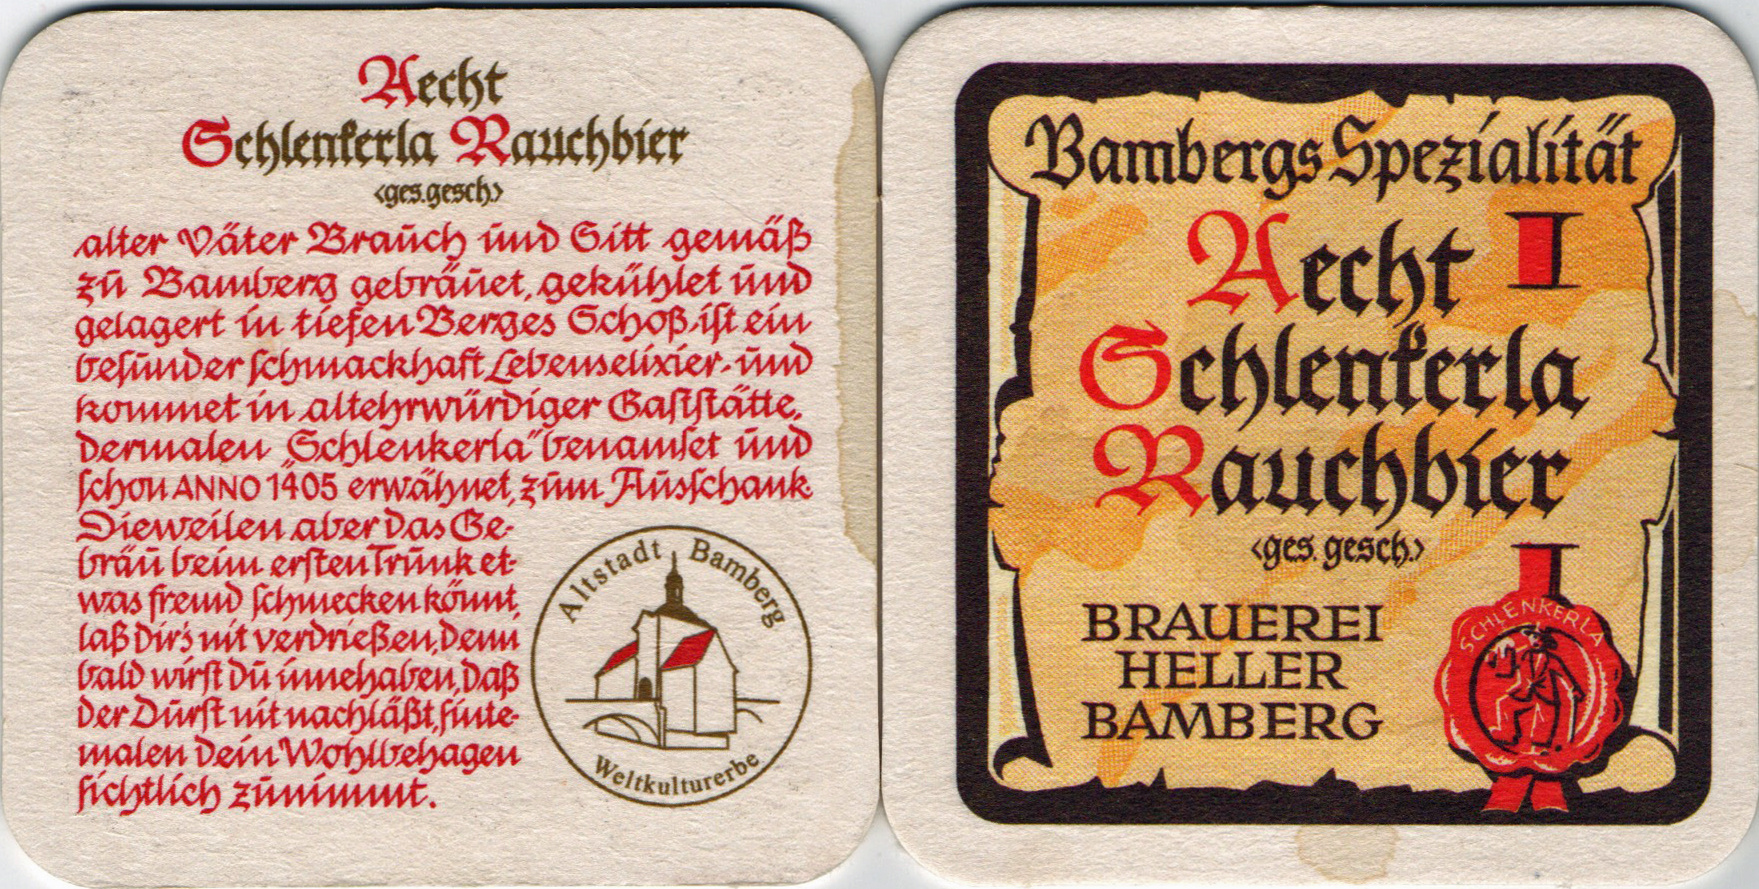 Aecht
Schlenkerla Rauchbier
<ges.gesch>
alter Väter Brauch und Sitt gemäß
zu Bamberg gebräuet, gekühlet und
gelagert in tiefen Berges Schoß, ist ein
besunder schmackhaft Lebenselixier, und
kommet in altehrwürdiger Gaststätte,
dermalen „Schlenkerla" benamset und
schon ANNO 1405 erwähnet, zum Ausschank
Dieweilen aber das Ge-
bräu beim ersten Trunk et-
was fremd schmecken könnt,
laß Dir's nit verdrießen, denn
bald wirst Du innehaben, daß
der Durst nit nachläßt, sinte-
malen Dein Wohlbehagen
sichtlich zunimmt.
Altstadt Bamberg
Weltkulturerbe
Bambergs Spezialität
Aecht
Schlenkerla
Rauchbier
<ges. gesch.>
BRAUEREI
HELLER
BAMBERG
SCHLENKERLA